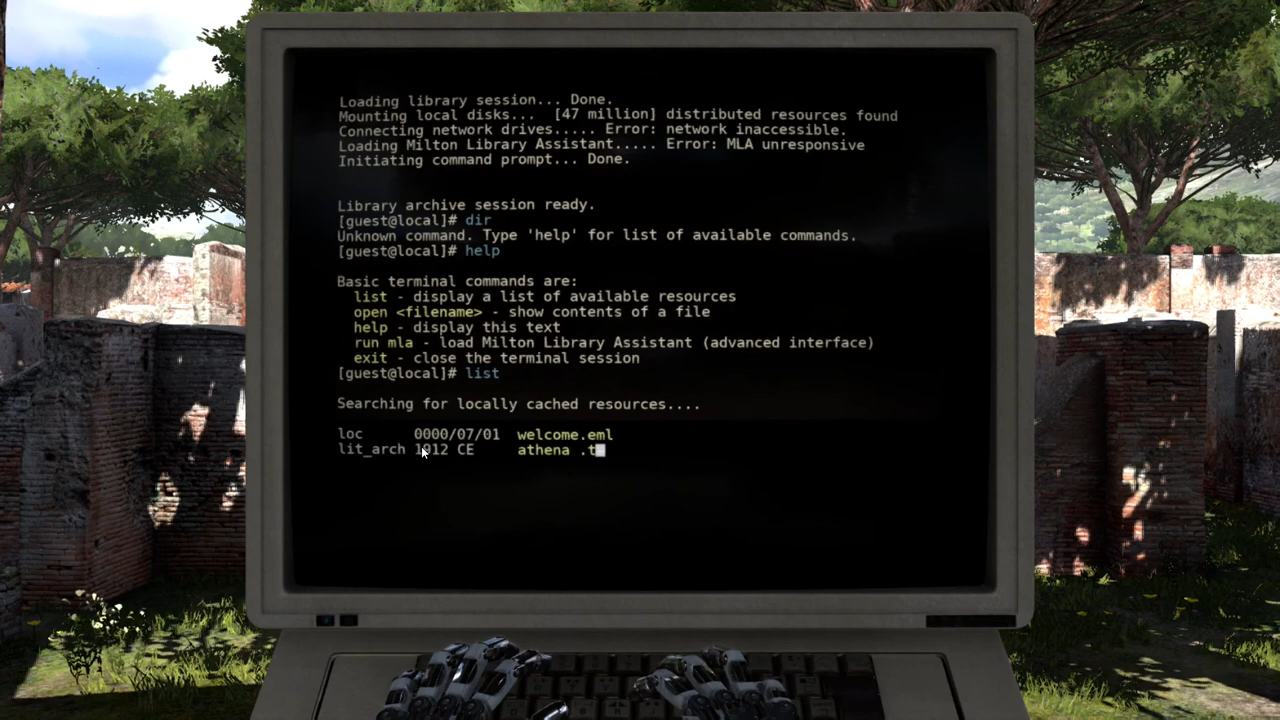 Loading library session... Done.
Mounting local disks...  [47 million] distributed resources found
Connecting network drives..... Error: network inaccessible.
Loading Milton Library Assistant..... Error: MLA unresponsive
Initiating command prompt... Done.
Library archive session ready.
[guest@local]# dir
Unknown command. Type 'help' for list of available commands.
[guest@local]# help
Basic terminal commands are:
list - display a list of available resources
open <filename> - show contents of a file
help - display this text
run mla - load Milton Library Assistant (advanced interface)
exit - close the terminal session
[guest@local]# list
Searching for locally cached resources....
loc 0000/07/01 welcome.eml
lit_arch 1912 CE athena .t